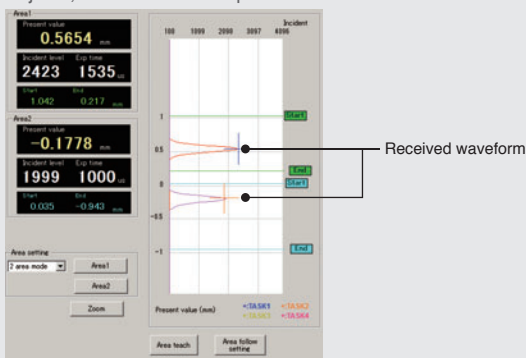 Area1
Present value
0.5654 mm
Incident level Exp time
2423 1535 us
Start End
1.042 0.217 mm
Area2
Present value
-0.1778 mm
Incident level Exp time
1999 1000 us
Start End
0.035 -0.943 mm
Area setting
2 area mode
Area1
Area2
Zoom
Incident
100 1099 2098 3097 4096
1
Start
0.5
End
0
Start
-0.5
-1
End
Present value (mm)
+:TASK1 +:TASK2
+:TASK3 +:TASK4
Area teach
Area follow
setting
Received waveform